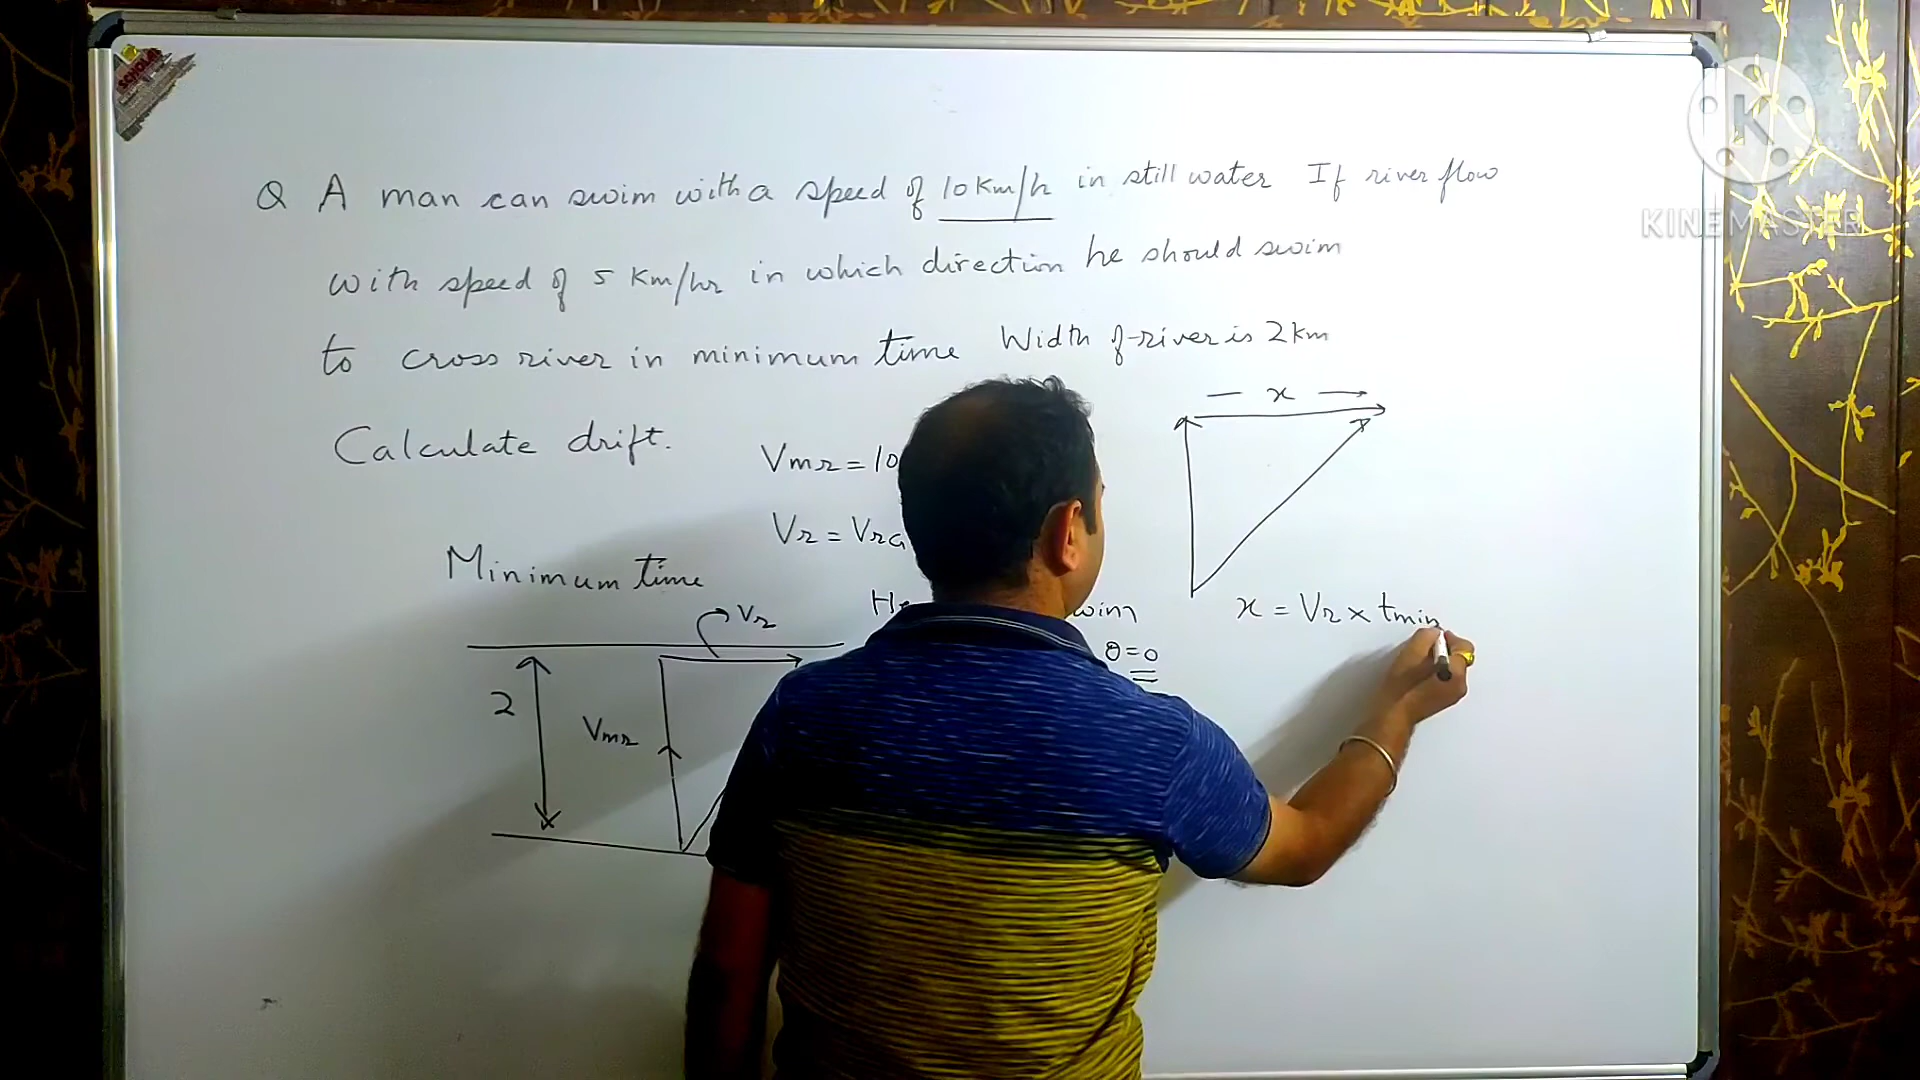 Q A man can swim with a speed of 10 Km/h in still water If river flow
with speed of 5 Km/hr in which direction he should swim
to cross river in minimum time Width of river is 2 km
Calculate drift.
x
Vmr = 10
Vr = Vr
Minimum time
Vr
x = Vr × tmin
θ = 0
2
Vmr
SCHOLAR
K
KINEMASTER